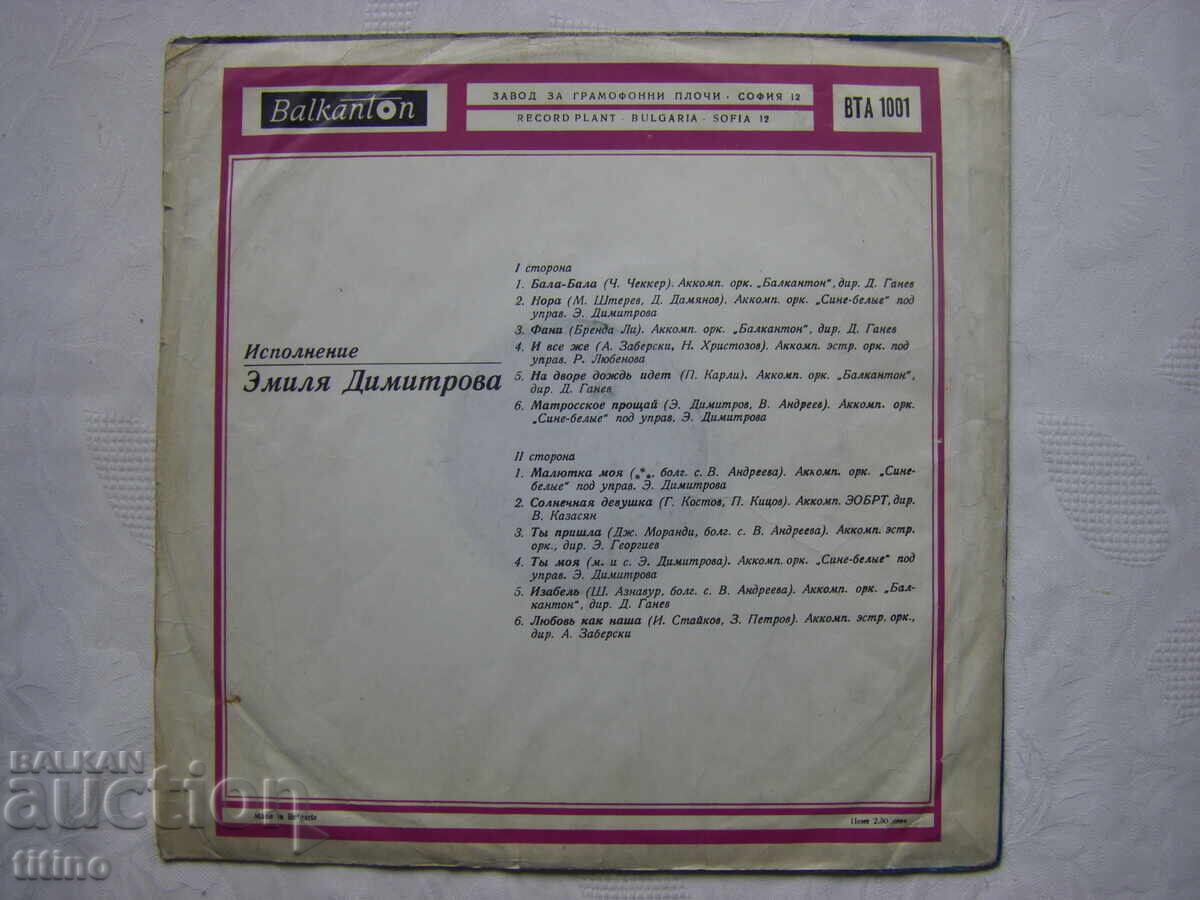 Balkanton
ЗАВОД ЗА ГРАМОФОННИ ПЛОЧИ · СОФИЯ 12
RECORD PLANT - BULGARIA - SOFIA 12
ВТА 1001
Исполнение
Эмиля Димитрова
I сторона
1. Бала-Бала (Ч. Чеккер). Аккомп. орк. „Балкантон“, дир. Д. Ганев
2. Нора (М. Штерев, Д. Дамянов). Аккомп. орк. „Сине-белые“ под
управ. Э. Димитрова
3. Фана (Бренда Ли). Аккомп. орк. „Балкантон“, дир. Д. Ганев
4. И все же (А. Заберски, Н. Христозов). Аккомп. эстр. орк. под
управ. Р. Любенова
5. На дворе дождь идет (П. Карли). Аккомп. орк. „Балкантон“,
дир. Д. Ганев
6. Матросское прощай (Э. Димитров, В. Андреев). Аккомп. орк.
„Сине-белые“ под управ. Э. Димитрова
II сторона
1. Малютка моя (***, болг. с. В. Андреева). Аккомп. орк. „Сине-
белые“ под управ. Э. Димитрова
2. Солнечная девушка (Г. Костов, П. Кицов). Аккомп. ЭОБРТ, дир.
В. Казасян
3. Ты пришла (Дж. Моранди, болг. с. В. Андреева). Аккомп. эстр.
орк., дир. Э. Георгиев
4. Ты моя (м. и с. Э. Димитрова). Аккомп. орк. „Сине-белые“ под
управ. Э. Димитрова
5. Изабель (Ш. Азнавур, болг. с. В. Андреева). Аккомп. орк. „Бал-
кантон“, дир. Д. Ганев
6. Любовь как наша (И. Стайков, З. Петров). Аккомп. эстр. орк.,
дир. А. Заберски
Made in Bulgaria
Цена 2,50 лева
BALKAN
auction
titino